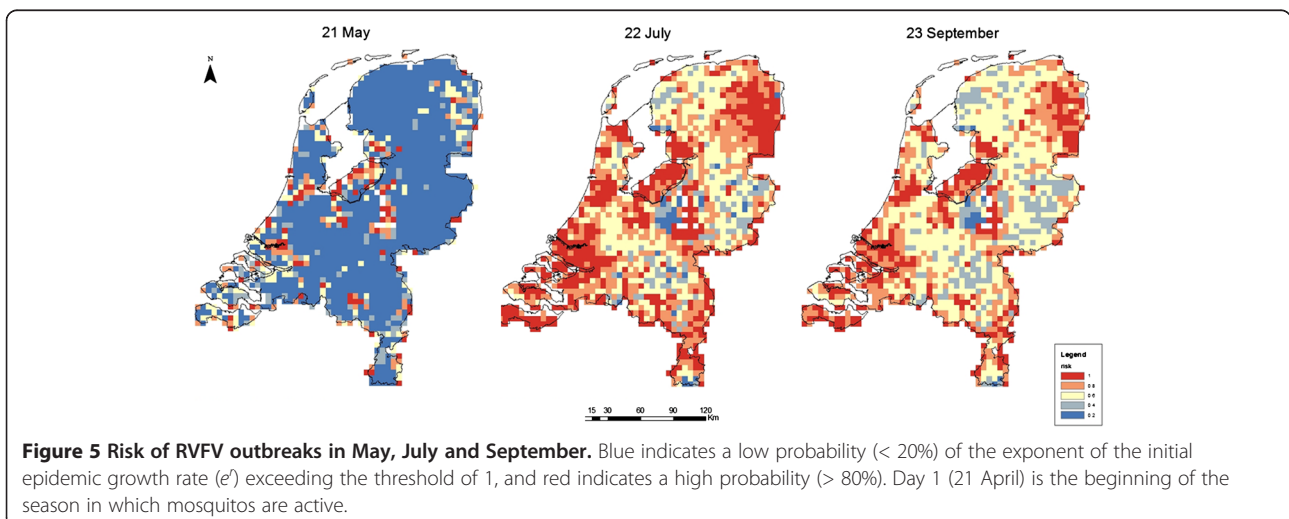 21 May
22 July
23 September
N
Legend
risk
1
0.8
0.6
0.4
0.2
15 30 60 90 120
Km
Figure 5 Risk of RVFV outbreaks in May, July and September. Blue indicates a low probability (< 20%) of the exponent of the initial
epidemic growth rate (e^r) exceeding the threshold of 1, and red indicates a high probability (> 80%). Day 1 (21 April) is the beginning of the
season in which mosquitos are active.